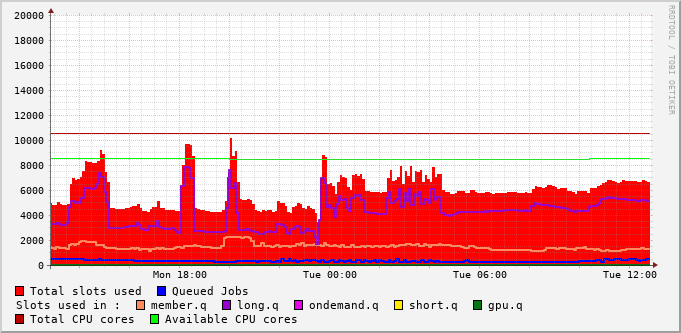 20000
18000
16000
14000
12000
10000
8000
6000
4000
2000
0
Mon 18:00 Tue 00:00 Tue 06:00 Tue 12:00
Total slots used Queued Jobs
Slots used in : member.q long.q ondemand.q short.q gpu.q
Total CPU cores Available CPU cores
RRDTOOL / TOBI OETIKER